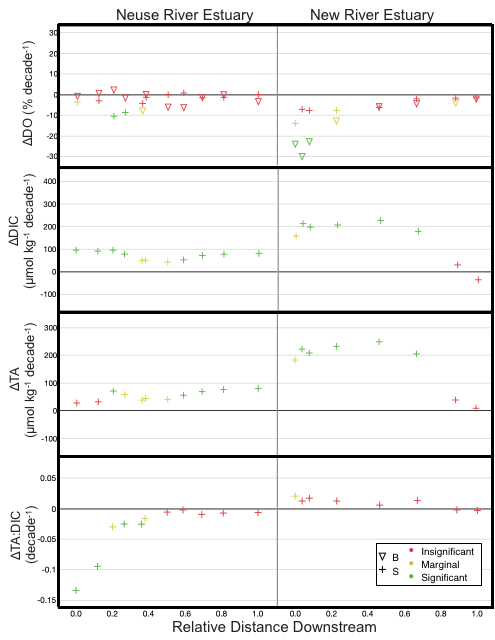 Neuse River Estuary New River Estuary
ΔDO (% decade⁻¹)
30
20
10
0
-10
-20
-30
ΔDIC
(μmol kg⁻¹ decade⁻¹)
400
300
200
100
0
-100
ΔTA
(μmol kg⁻¹ decade⁻¹)
300
200
100
0
-100
ΔTA:DIC
(decade⁻¹)
0.05
0
-0.05
-0.1
-0.15
B
S
Insignificant
Marginal
Significant
0.0 0.2 0.4 0.6 0.8 1.0 0.0 0.2 0.4 0.6 0.8 1.0
Relative Distance Downstream